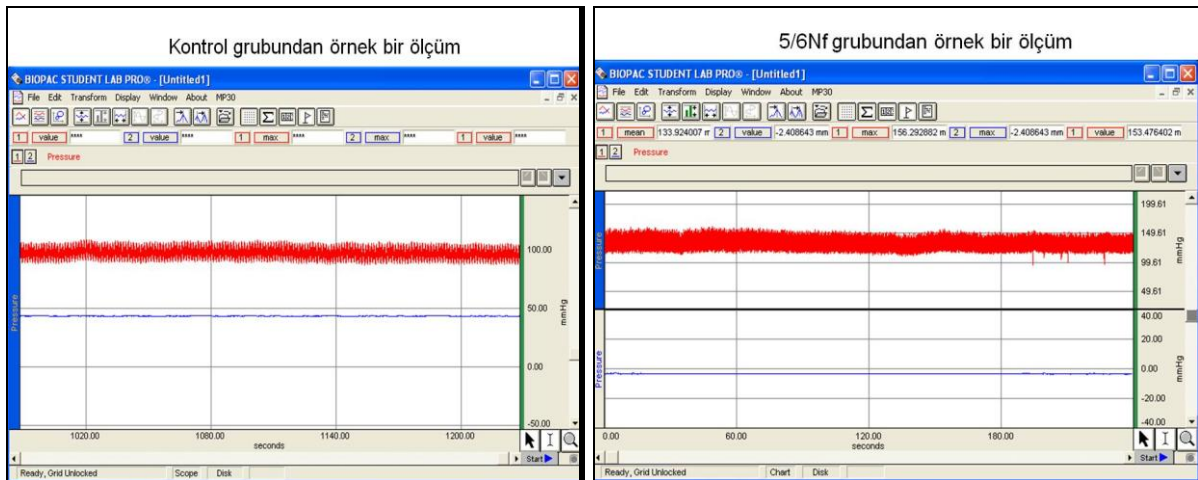 Kontrol grubundan örnek bir ölçüm
BIOPAC STUDENT LAB PRO® - [Untitled1]
File Edit Transform Display Window About MP30
1 value **** 2 value **** 1 max **** 2 max **** 1 value ****
1 2 Pressure
100.00
50.00
0.00
-50.00
Pressure
mmHg
1020.00 1080.00 1140.00 1200.00
seconds
Start
Ready, Grid Unlocked Scope Disk
5/6Nf grubundan örnek bir ölçüm
BIOPAC STUDENT LAB PRO® - [Untitled1]
File Edit Transform Display Window About MP30
1 mean 133.924007 m 2 value -2.408643 mm 1 max 156.292882 m 2 max -2.408643 mm 1 value 153.476402 m
1 2 Pressure
199.61
149.61
99.61
49.61
Pressure
mmHg
40.00
0.00
-20.00
-40.00
Pressure
mmHg
0.00 60.00 120.00 180.00
seconds
Start
Ready, Grid Unlocked Chart Disk